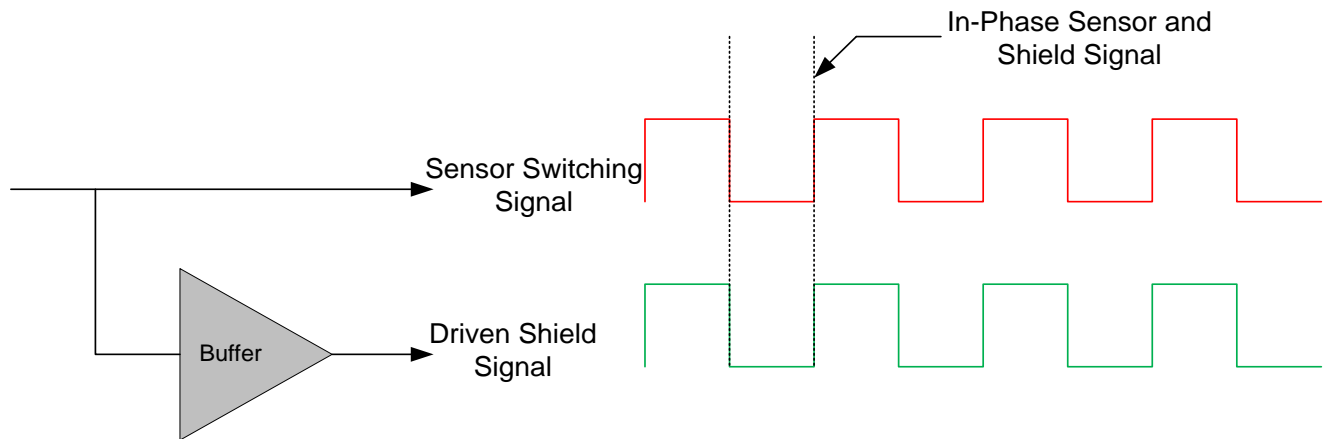 In-Phase Sensor and
Shield Signal
Sensor Switching
Signal
Buffer
Driven Shield
Signal